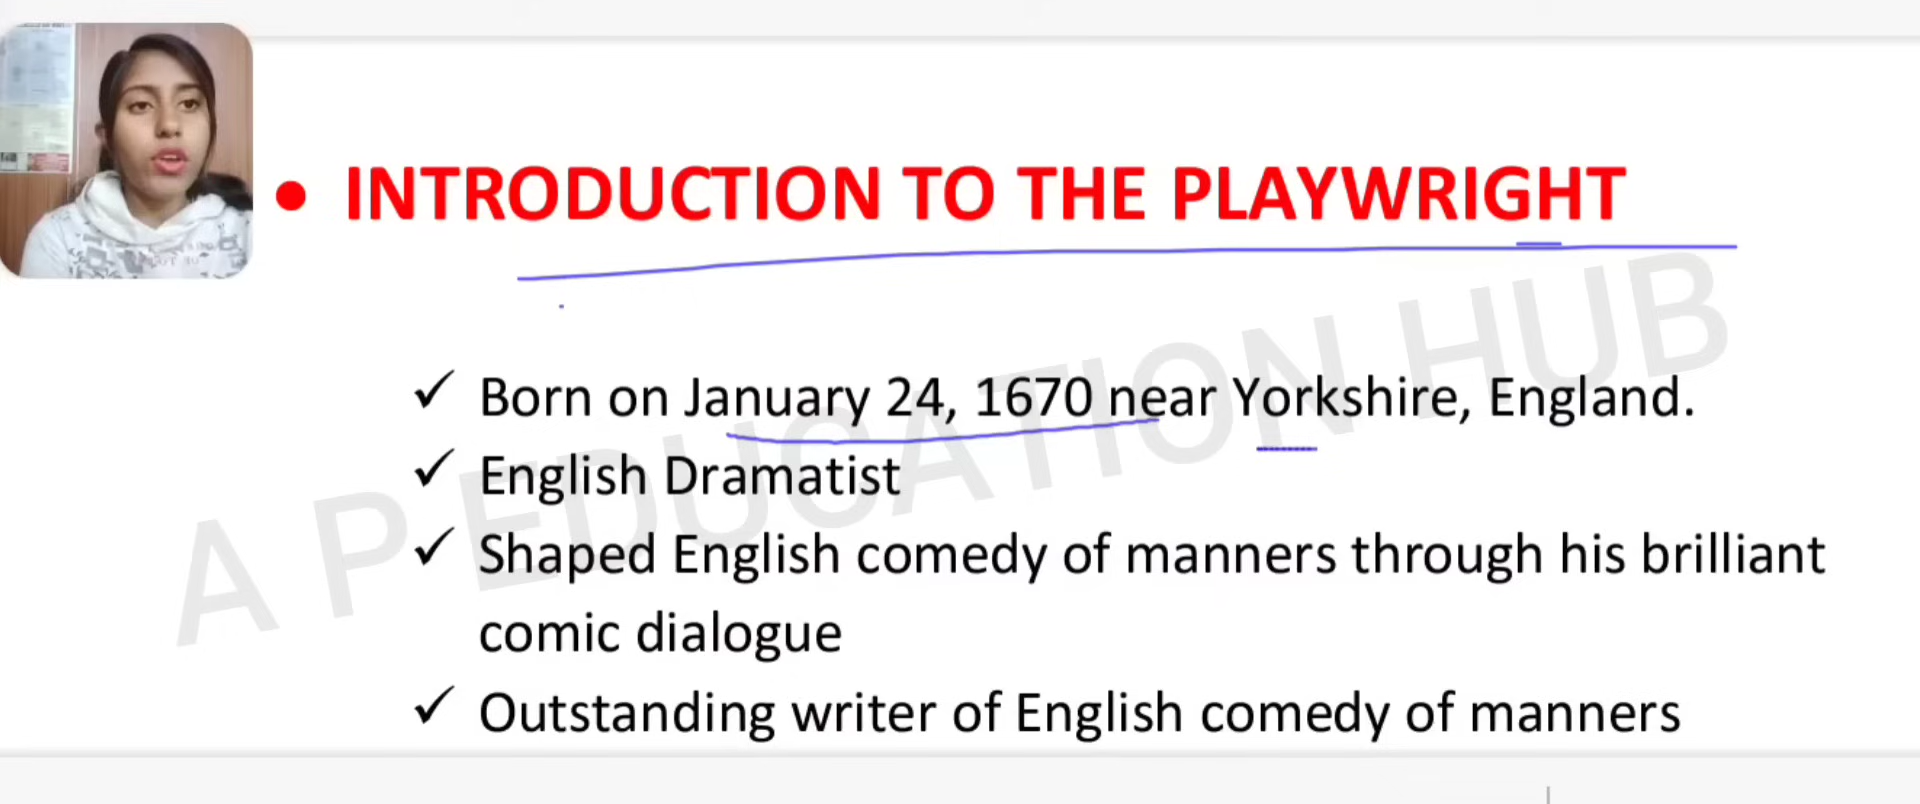 • INTRODUCTION TO THE PLAYWRIGHT
✓ Born on January 24, 1670 near Yorkshire, England.
✓ English Dramatist
✓ Shaped English comedy of manners through his brilliant
comic dialogue
✓ Outstanding writer of English comedy of manners
A P EDUCATION HUB